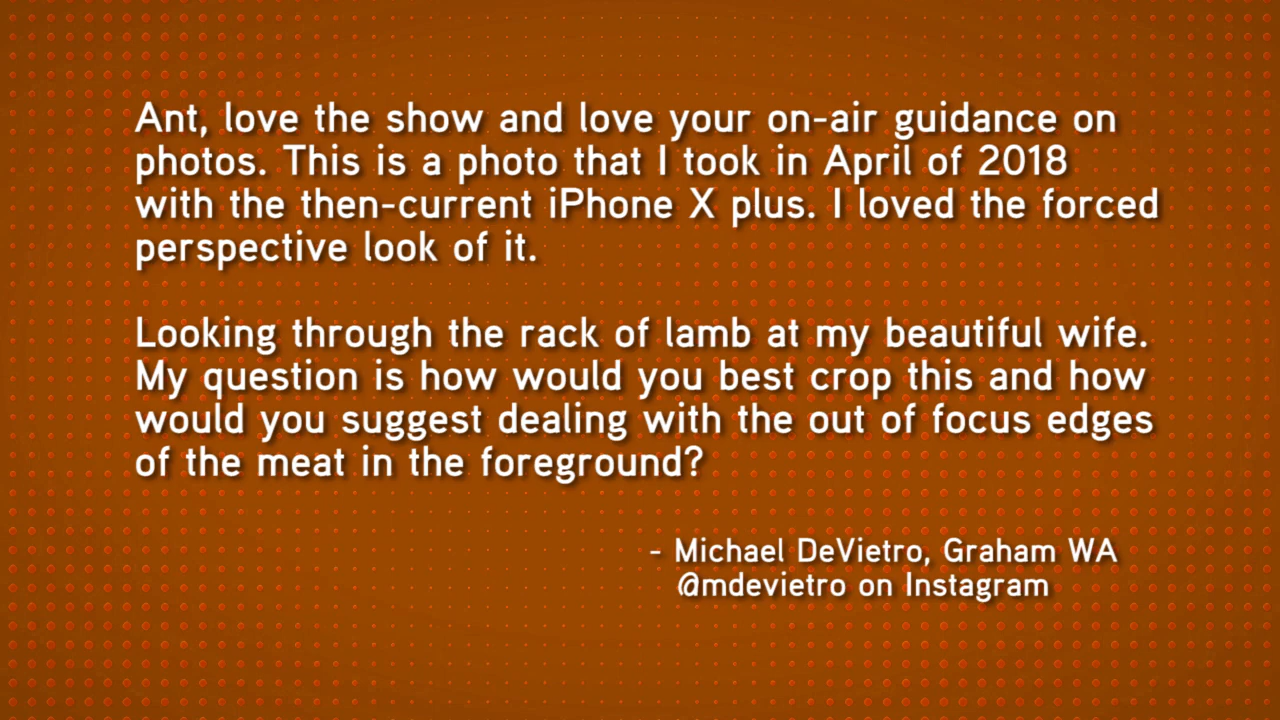 Ant, love the show and love your on-air guidance on
photos. This is a photo that I took in April of 2018
with the then-current iPhone X plus. I loved the forced
perspective look of it.
Looking through the rack of lamb at my beautiful wife.
My question is how would you best crop this and how
would you suggest dealing with the out of focus edges
of the meat in the foreground?
- Michael DeVietro, Graham WA
@mdevietro on Instagram